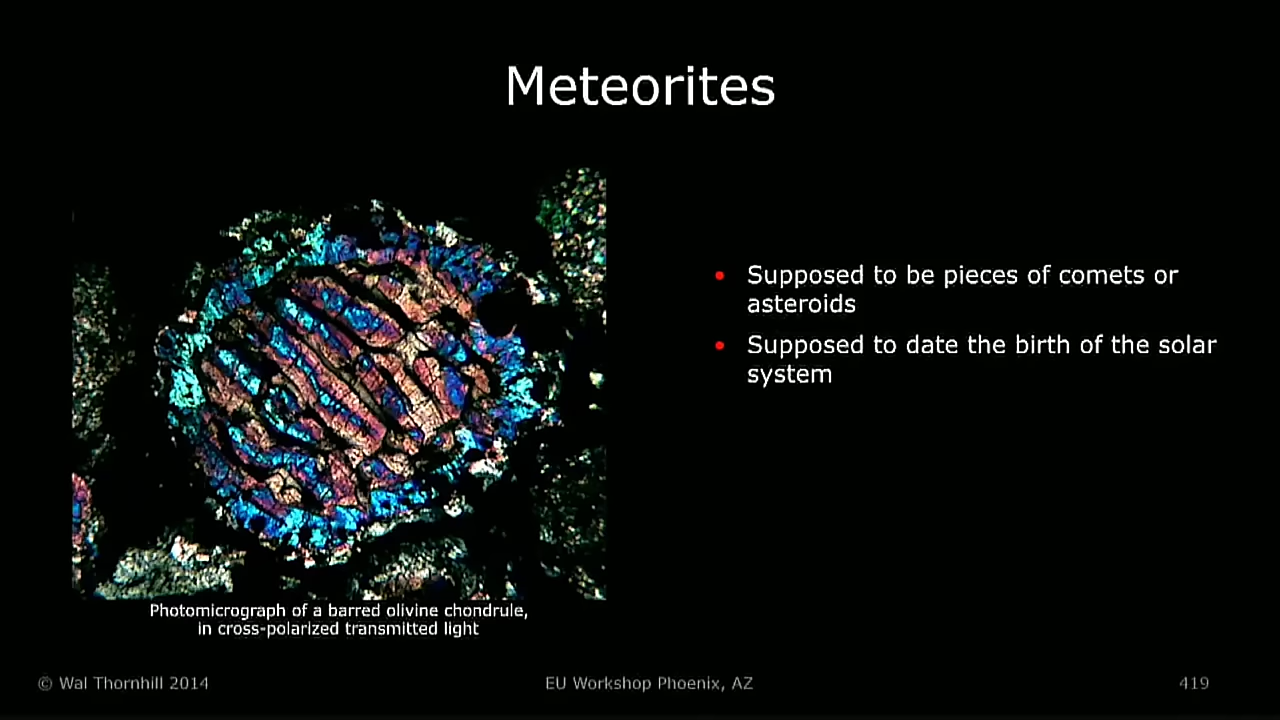 Meteorites
• Supposed to be pieces of comets or
asteroids
• Supposed to date the birth of the solar
system
Photomicrograph of a barred olivine chondrule,
in cross-polarized transmitted light
© Wal Thornhill 2014
EU Workshop Phoenix, AZ
419